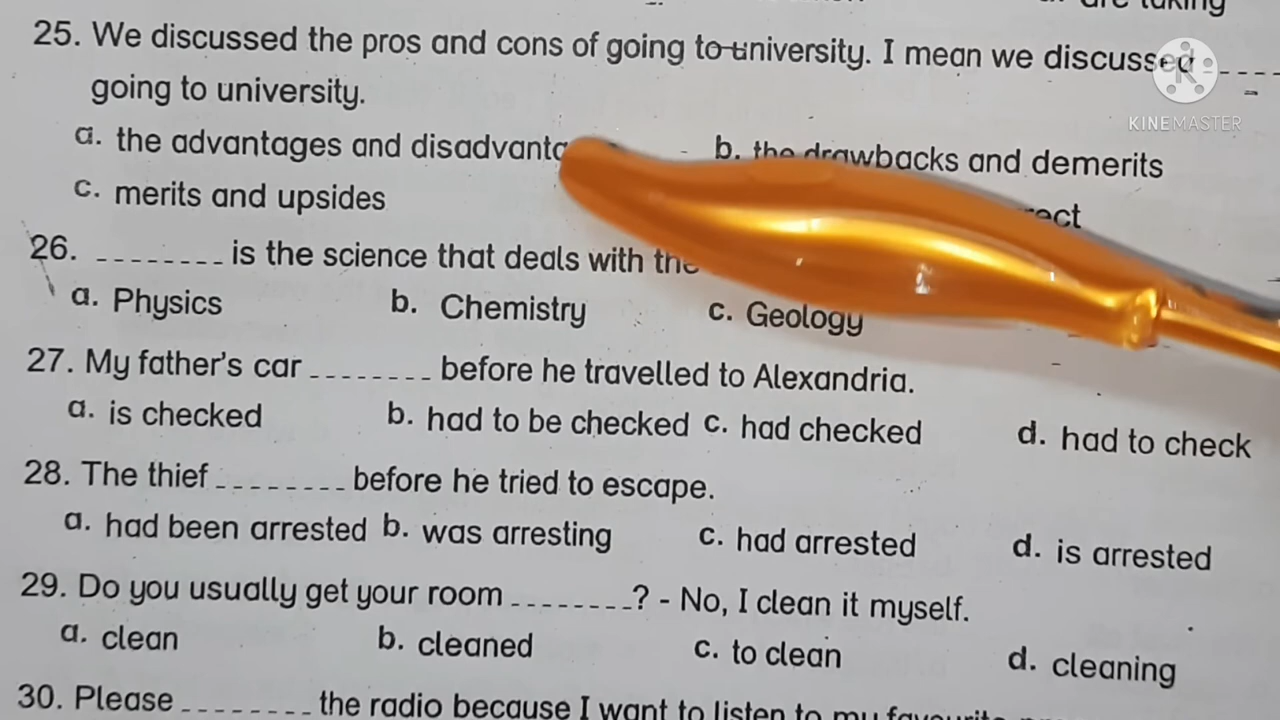 are taking
25. We discussed the pros and cons of going to university. I mean we discussed ----
going to university.
KINEMASTER
a. the advantages and b. the drawbacks and demerits
c. merits and upsides
26. -------- is the science that deals with the
a. Physics b. Chemistry c. Geology
27. My father's car -------- before he travelled to Alexandria.
a. is checked b. had to be checked c. had checked d. had to check
28. The thief -------- before he tried to escape.
a. had been arrested b. was arresting c. had arrested d. is arrested
29. Do you usually get your room --------? - No, I clean it myself.
a. clean b. cleaned c. to clean d. cleaning
30. Please -------- the radio because I want to listen to my favourite